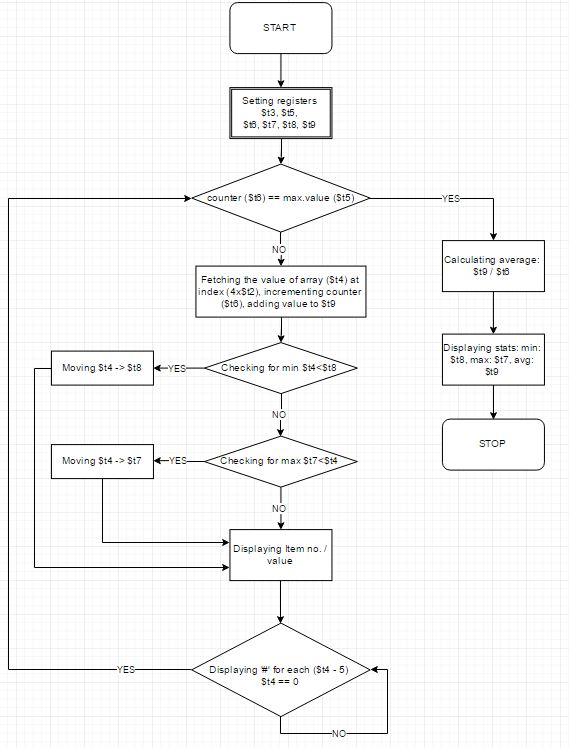 START
Setting registers
$t3, $t5,
$t6, $t7, $t8, $t9
counter ($t6) == max.value ($t5)
YES
NO
Fetching the value of array ($t4) at
index (4x$t2), incrementing counter
($t6), adding value to $t9
Calculating average:
$t9 / $t6
Displaying stats: min:
$t8, max: $t7, avg:
$t9
STOP
Checking for min $t4<$t8
YES
Moving $t4 -> $t8
NO
Checking for max $t7<$t4
YES
Moving $t4 -> $t7
NO
Displaying Item no. /
value
Displaying '#' for each ($t4 - 5)
$t4 == 0
YES
NO